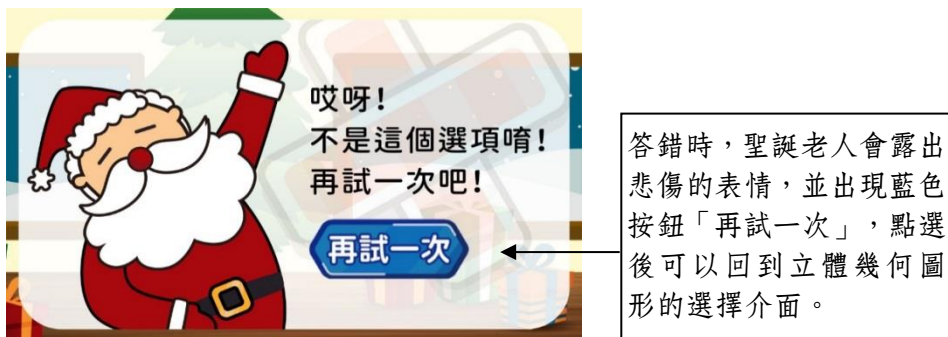 哎呀！
不是這個選項唷！
再試一次吧！
再試一次
答錯時，聖誕老人會露出
悲傷的表情，並出現藍色
按鈕「再試一次」，點選
後可以回到立體幾何圖
形的選擇介面。